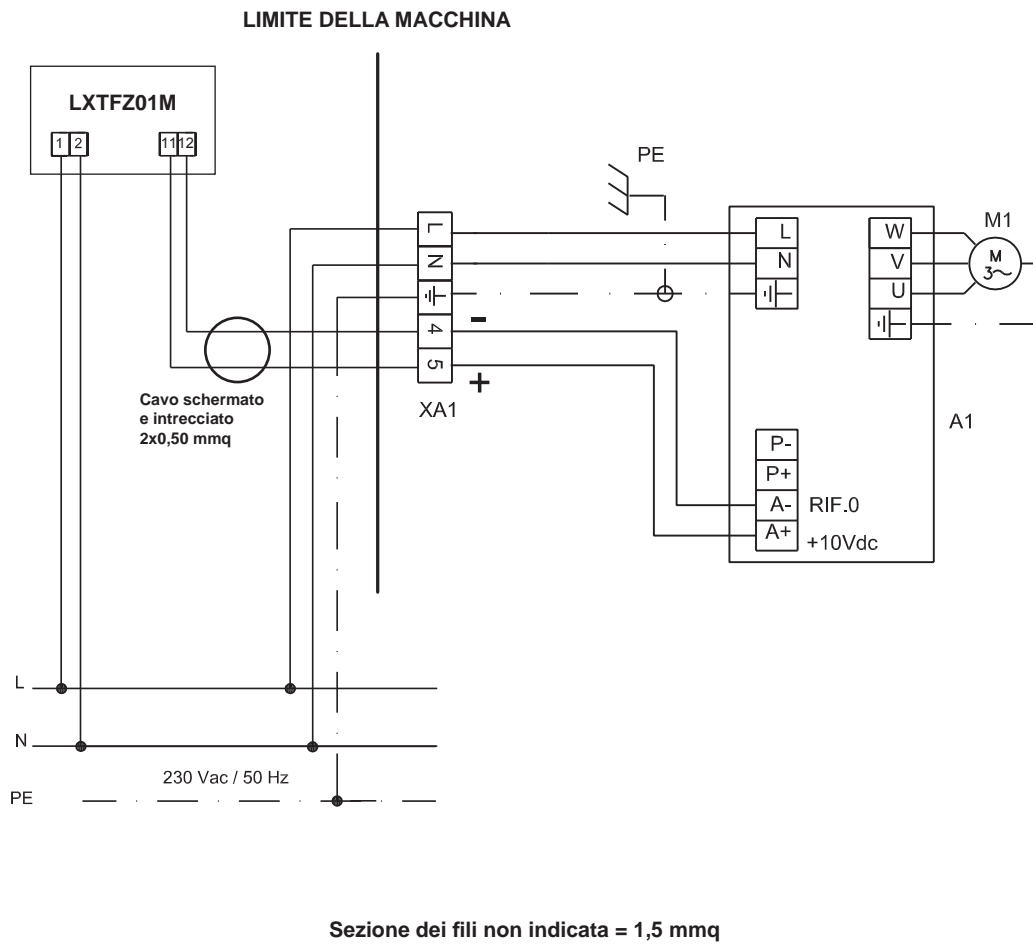 LIMITE DELLA MACCHINA
LXTFZ01M
1 2 11 12
PE
M1
L
N
4
5
-
+
XA1
L
N
W
V
U
M
3~
Cavo schermato
e intrecciato
2x0,50 mmq
A1
P-
P+
A- RIF.0
A+ +10Vdc
L
N
230 Vac / 50 Hz
PE
Sezione dei fili non indicata = 1,5 mmq